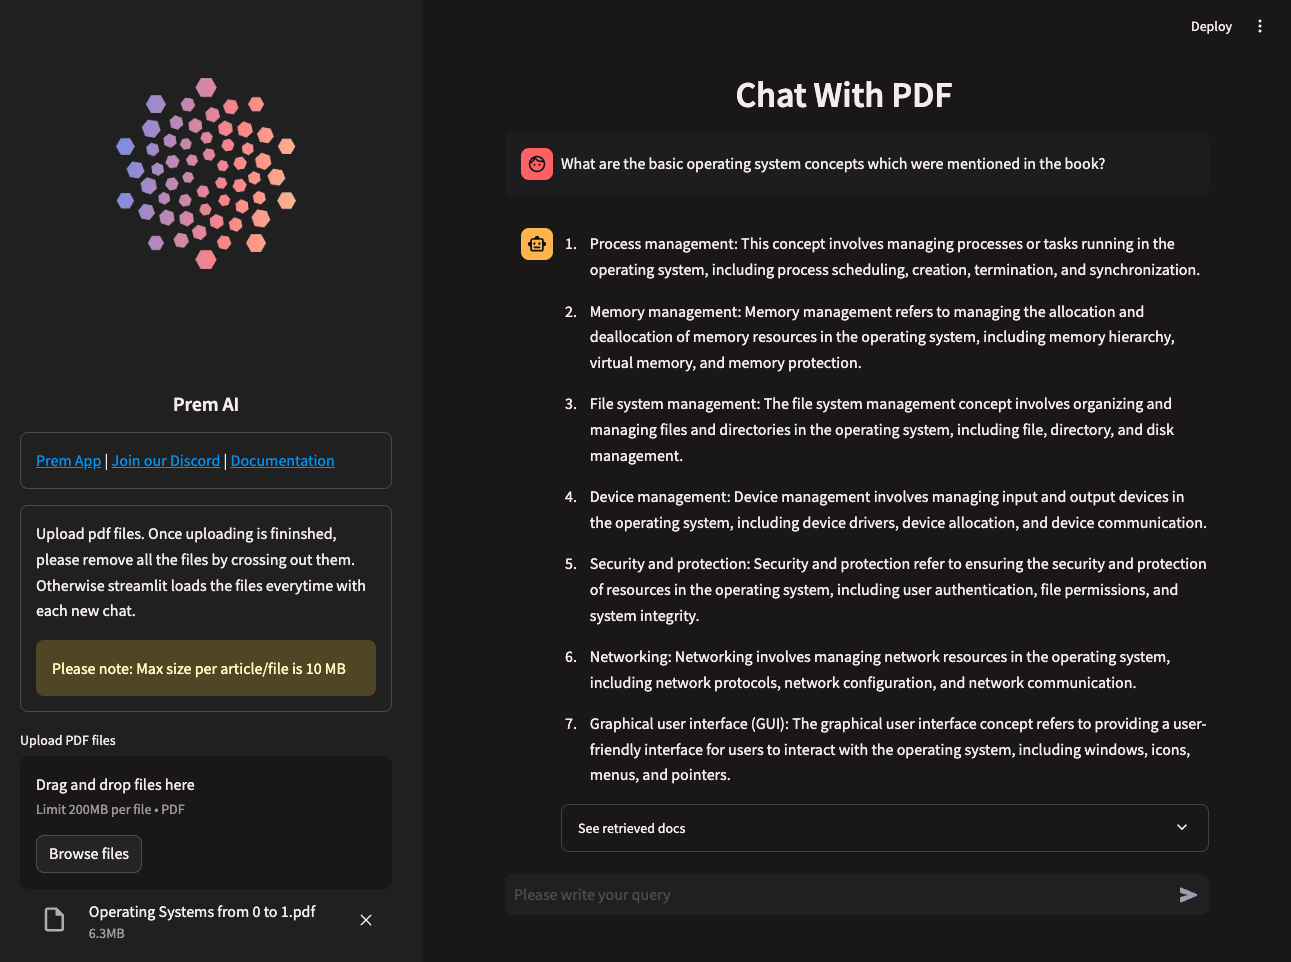 Deploy
Chat With PDF
What are the basic operating system concepts which were mentioned in the book?
1. Process management: This concept involves managing processes or tasks running in the
operating system, including process scheduling, creation, termination, and synchronization.
2. Memory management: Memory management refers to managing the allocation and
deallocation of memory resources in the operating system, including memory hierarchy,
virtual memory, and memory protection.
3. File system management: The file system management concept involves organizing and
managing files and directories in the operating system, including file, directory, and disk
management.
4. Device management: Device management involves managing input and output devices in
the operating system, including device drivers, device allocation, and device communication.
5. Security and protection: Security and protection refer to ensuring the security and protection
of resources in the operating system, including user authentication, file permissions, and
system integrity.
6. Networking: Networking involves managing network resources in the operating system,
including network protocols, network configuration, and network communication.
7. Graphical user interface (GUI): The graphical user interface concept refers to providing a user-
friendly interface for users to interact with the operating system, including windows, icons,
menus, and pointers.
See retrieved docs
Please write your query
Prem AI
Prem App | Join our Discord | Documentation
Upload pdf files. Once uploading is fininshed,
please remove all the files by crossing out them.
Otherwise streamlit loads the files everytime with
each new chat.
Please note: Max size per article/file is 10 MB
Upload PDF files
Drag and drop files here
Limit 200MB per file • PDF
Browse files
Operating Systems from 0 to 1.pdf
6.3MB